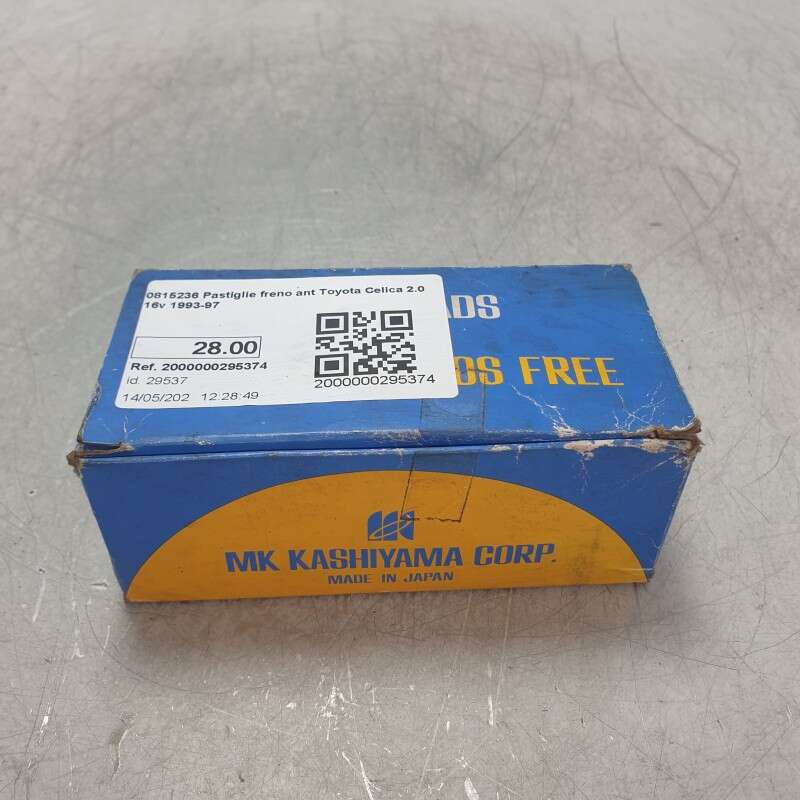 0815236 Pastiglie freno ant Toyota Celica 2.0
16v 1993-97
28.00
Ref. 2000000295374
id. 29537
14/05/202 12:28:49
2000000295374
ADS
OS FREE
MK KASHIYAMA CORP.
MADE IN JAPAN